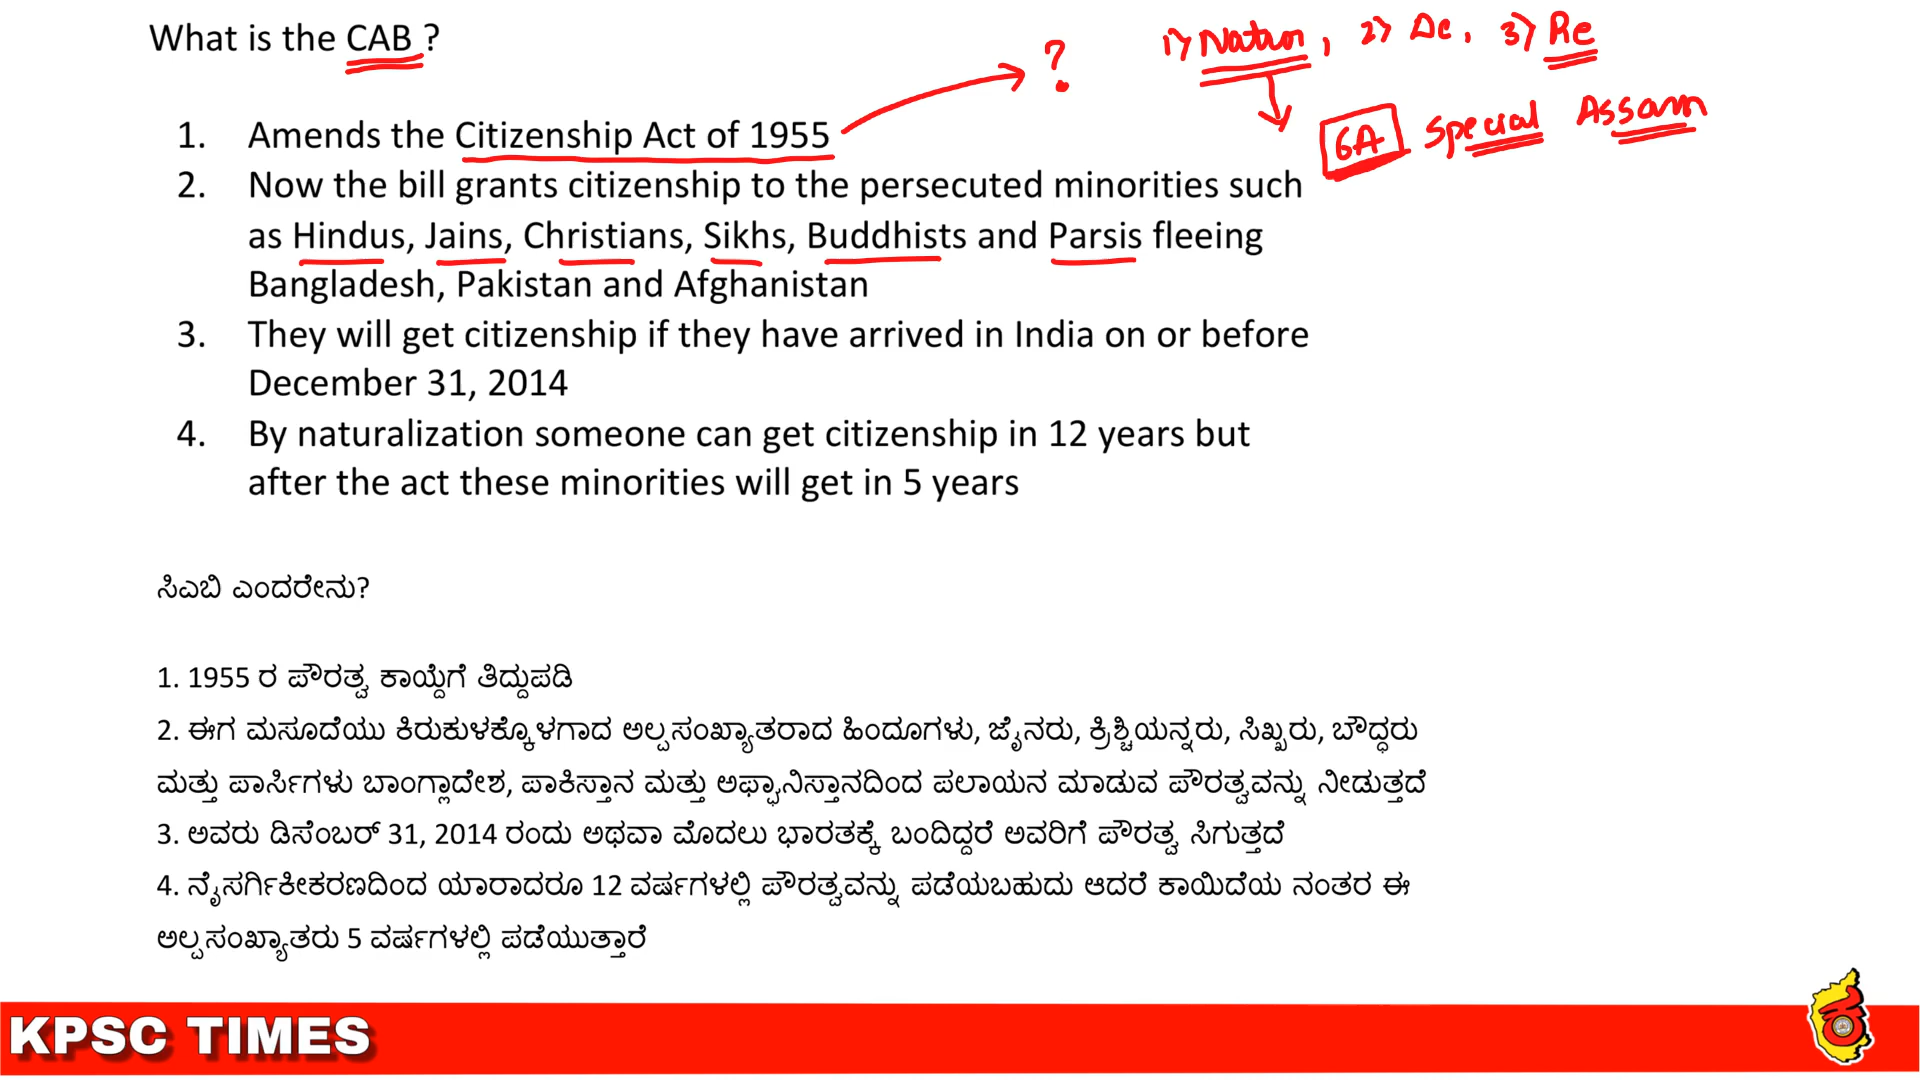 What is the CAB ?
1) Nation, 2) De, 3) Re
?
6A Special Assam
1. Amends the Citizenship Act of 1955
2. Now the bill grants citizenship to the persecuted minorities such
as Hindus, Jains, Christians, Sikhs, Buddhists and Parsis fleeing
Bangladesh, Pakistan and Afghanistan
3. They will get citizenship if they have arrived in India on or before
December 31, 2014
4. By naturalization someone can get citizenship in 12 years but
after the act these minorities will get in 5 years
ಸಿಎಬಿ ಎಂದರೇನು?
1. 1955 ರ ಪೌರತ್ವ ಕಾಯ್ದೆಗೆ ತಿದ್ದುಪಡಿ
2. ಈಗ ಮಸೂದೆಯು ಕಿರುಕುಳಕ್ಕೊಳಗಾದ ಅಲ್ಪಸಂಖ್ಯಾತರಾದ ಹಿಂದೂಗಳು, ಜೈನರು, ಕ್ರಿಶ್ಚಿಯನ್ನರು, ಸಿಖ್ಖರು, ಬೌದ್ಧರು
ಮತ್ತು ಪಾರ್ಸಿಗಳು ಬಾಂಗ್ಲಾದೇಶ, ಪಾಕಿಸ್ತಾನ ಮತ್ತು ಅಫ್ಘಾನಿಸ್ತಾನದಿಂದ ಪಲಾಯನ ಮಾಡುವ ಪೌರತ್ವವನ್ನು ನೀಡುತ್ತದೆ
3. ಅವರು ಡಿಸೆಂಬರ್ 31, 2014 ರಂದು ಅಥವಾ ಮೊದಲು ಭಾರತಕ್ಕೆ ಬಂದಿದ್ದರೆ ಅವರಿಗೆ ಪೌರತ್ವ ಸಿಗುತ್ತದೆ
4. ನೈಸರ್ಗಿಕೀಕರಣದಿಂದ ಯಾರಾದರೂ 12 ವರ್ಷಗಳಲ್ಲಿ ಪೌರತ್ವವನ್ನು ಪಡೆಯಬಹುದು ಆದರೆ ಕಾಯಿದೆಯ ನಂತರ ಈ
ಅಲ್ಪಸಂಖ್ಯಾತರು 5 ವರ್ಷಗಳಲ್ಲಿ ಪಡೆಯುತ್ತಾರೆ
KPSC TIMES